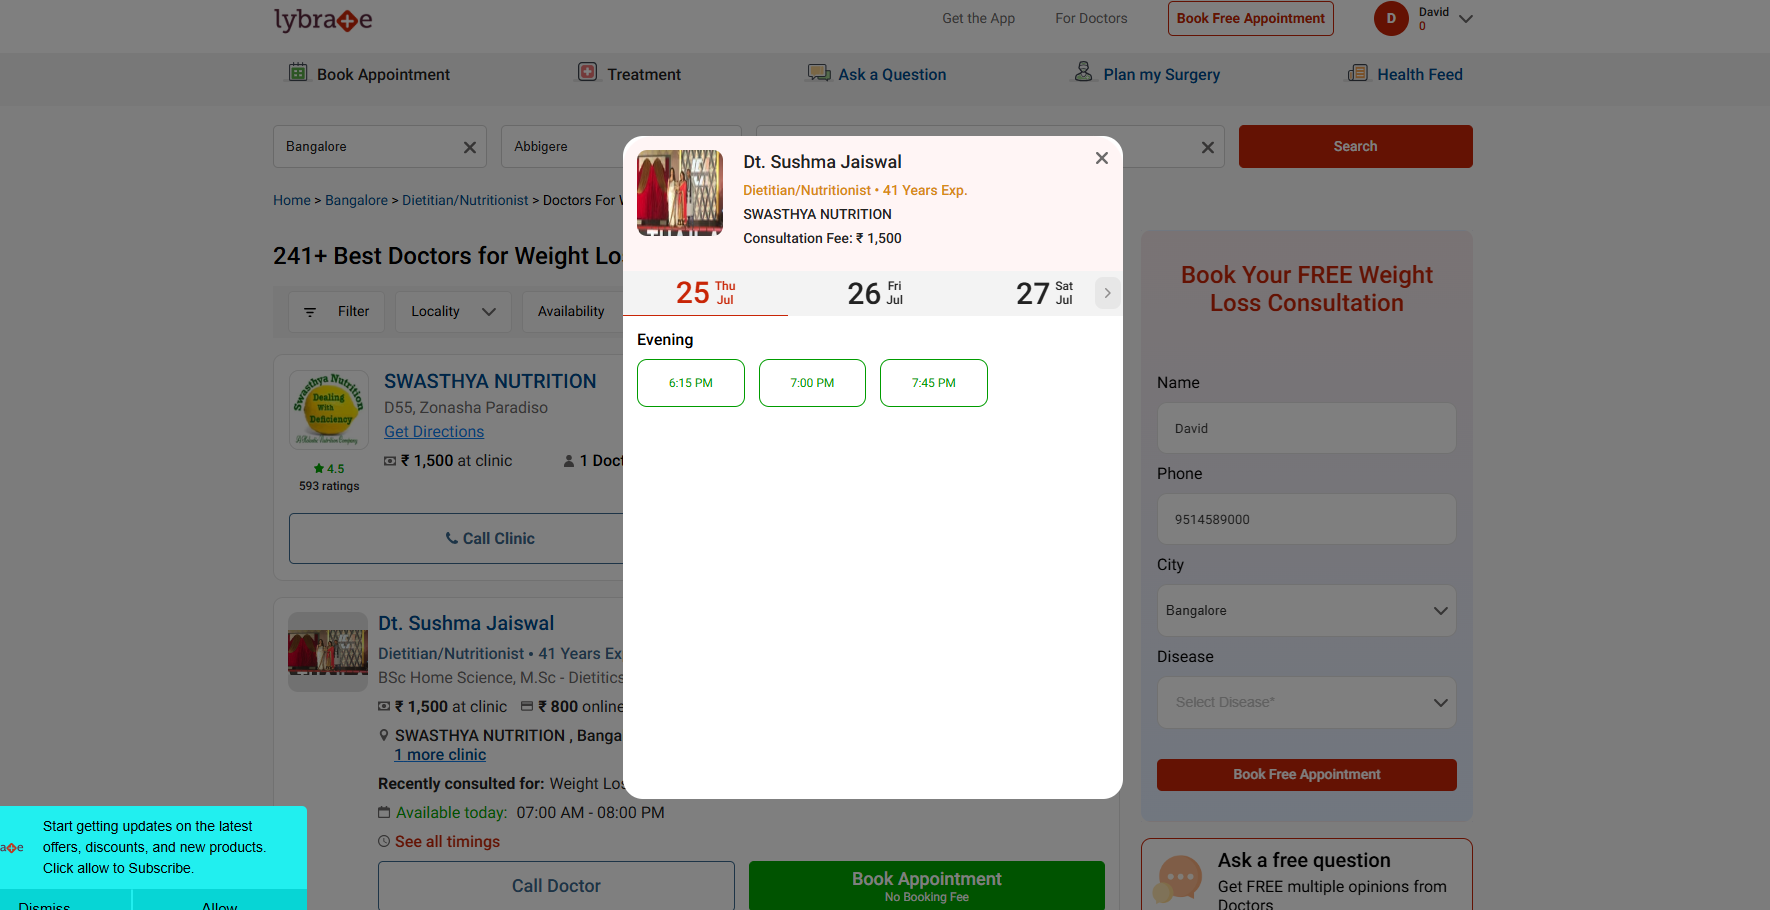 lybrate
Get the App
For Doctors
Book Free Appointment
D
David
0
Book Appointment
Treatment
Ask a Question
Plan my Surgery
Health Feed
Bangalore
Abbigere
Search
Home > Bangalore > Dietitian/Nutritionist > Doctors For
241+ Best Doctors for Weight Lo
Filter
Locality
Availability
SWASTHYA NUTRITION
D55, Zonasha Paradiso
Get Directions
₹ 1,500 at clinic
1 Doct
Swasthya Nutrition
Dealing
With
Deficiency
4.5
593 ratings
Call Clinic
Dt. Sushma Jaiswal
Dietitian/Nutritionist • 41 Years Ex
BSc Home Science, M.Sc - Dietitics
₹ 1,500 at clinic
₹ 800 online
SWASTHYA NUTRITION , Banga
1 more clinic
Recently consulted for: Weight Los
Available today: 07:00 AM - 08:00 PM
See all timings
Call Doctor
Book Appointment
No Booking Fee
Dt. Sushma Jaiswal
Dietitian/Nutritionist • 41 Years Exp.
SWASTHYA NUTRITION
Consultation Fee: ₹ 1,500
25 Thu Jul
26 Fri Jul
27 Sat Jul
Evening
6:15 PM
7:00 PM
7:45 PM
Book Your FREE Weight
Loss Consultation
Name
David
Phone
9514589000
City
Bangalore
Disease
Select Disease*
Book Free Appointment
Ask a free question
Get FREE multiple opinions from
Doctors
Start getting updates on the latest
offers, discounts, and new products.
Click allow to Subscribe.
Dismiss
Allow